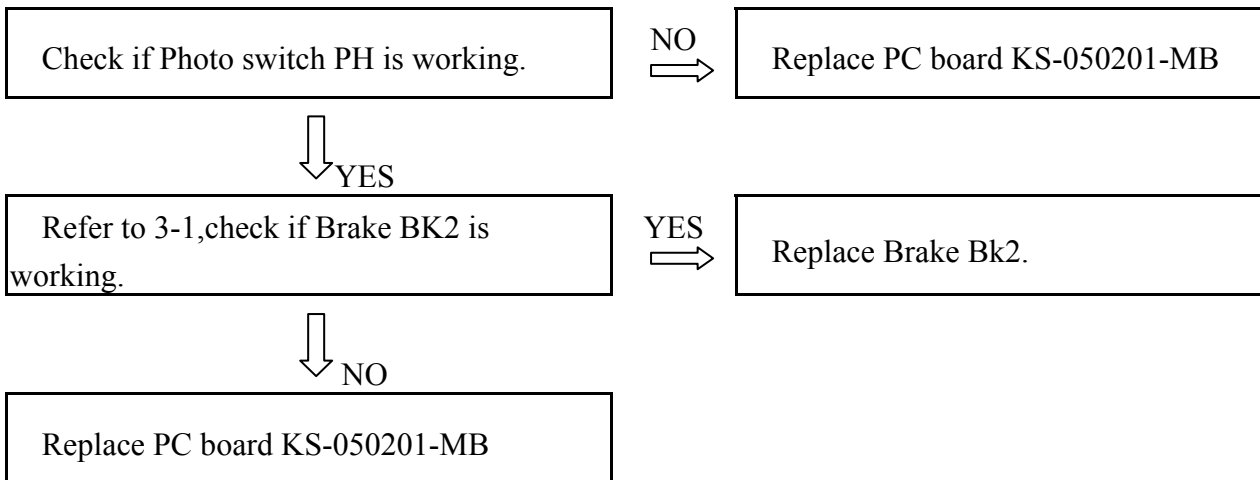 Check if Photo switch PH is working.
NO
Replace PC board KS-050201-MB
YES
Refer to 3-1,check if Brake BK2 is
working.
YES
Replace Brake Bk2.
NO
Replace PC board KS-050201-MB